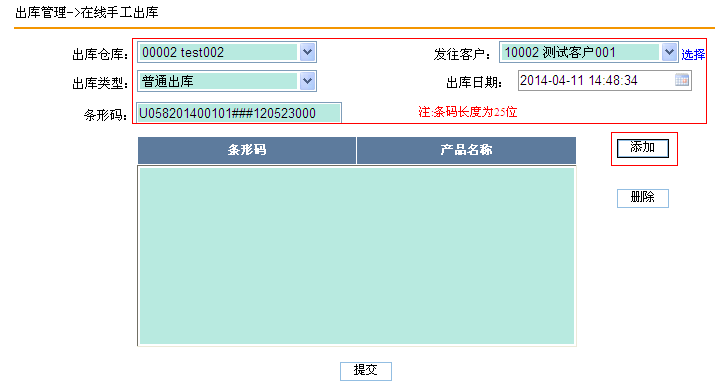 出库管理->在线手工出库
出库仓库: 00002 test002 发往客户: 10002 测试客户001 选择
出库类型: 普通出库 出库日期: 2014-04-11 14:48:34
条形码: U058201400101###120523000 注:条码长度为25位
条形码 产品名称 添加
删除
提交